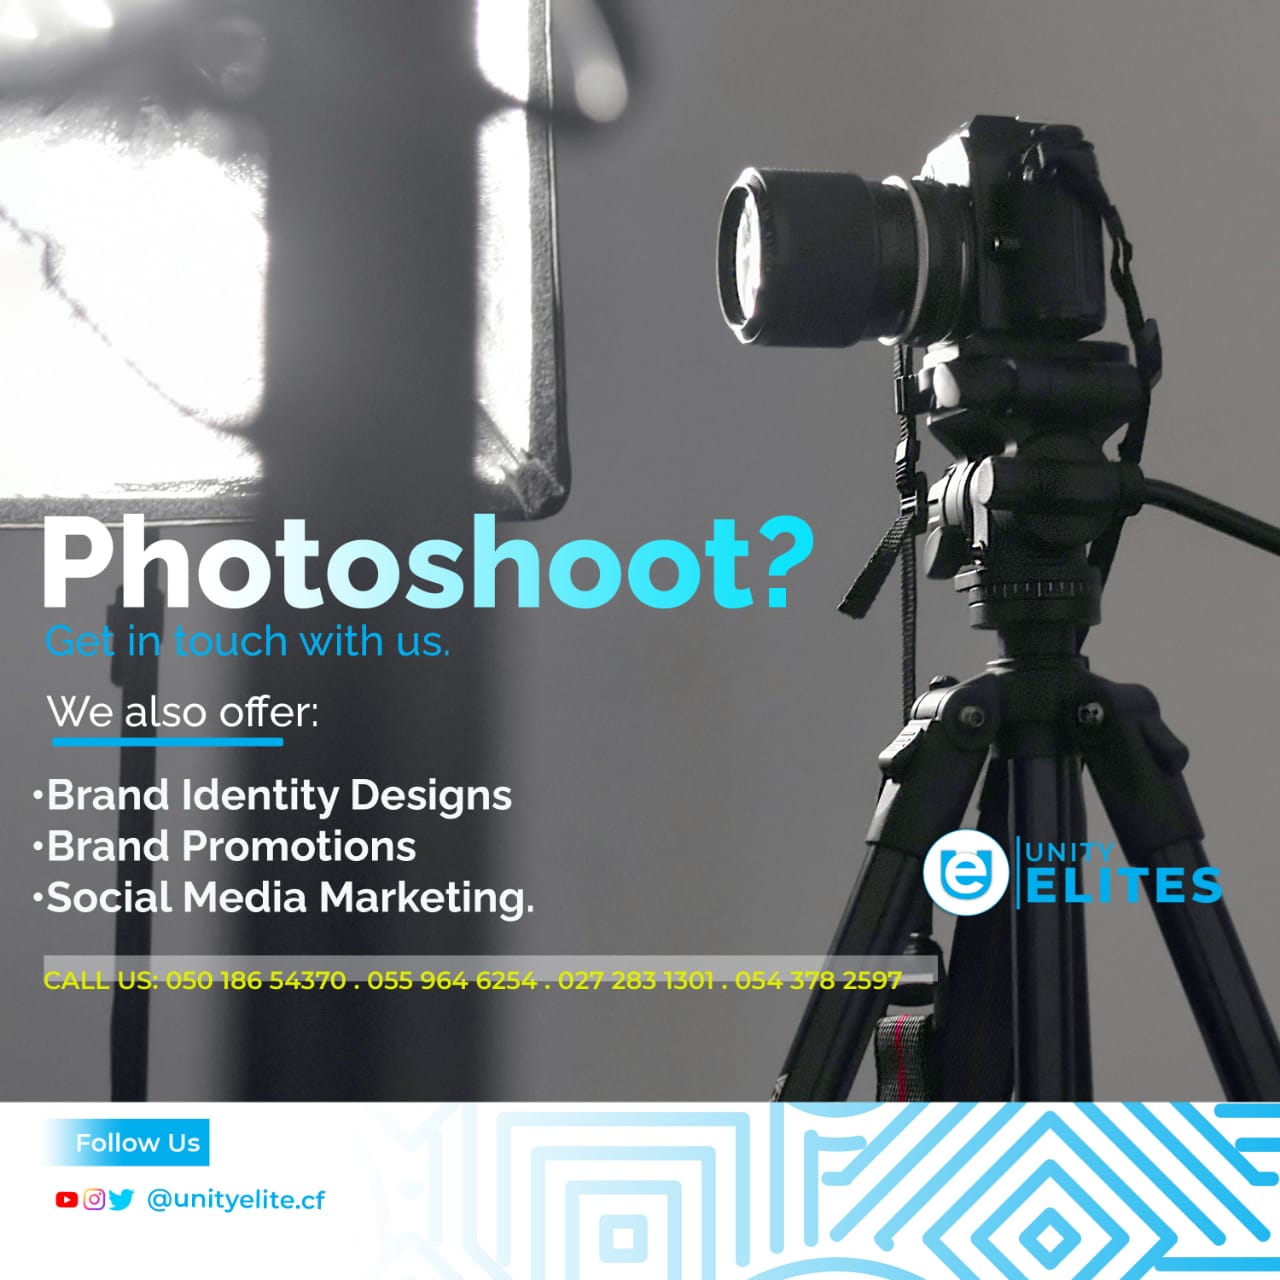 Photoshoot?
Get in touch with us.
We also offer:
•Brand Identity Designs
•Brand Promotions
•Social Media Marketing.
ue
UNITY
ELITES
CALL US: 050 186 54370 . 055 964 6254 . 027 283 1301 . 054 378 2597
Follow Us
@unityelite.cf